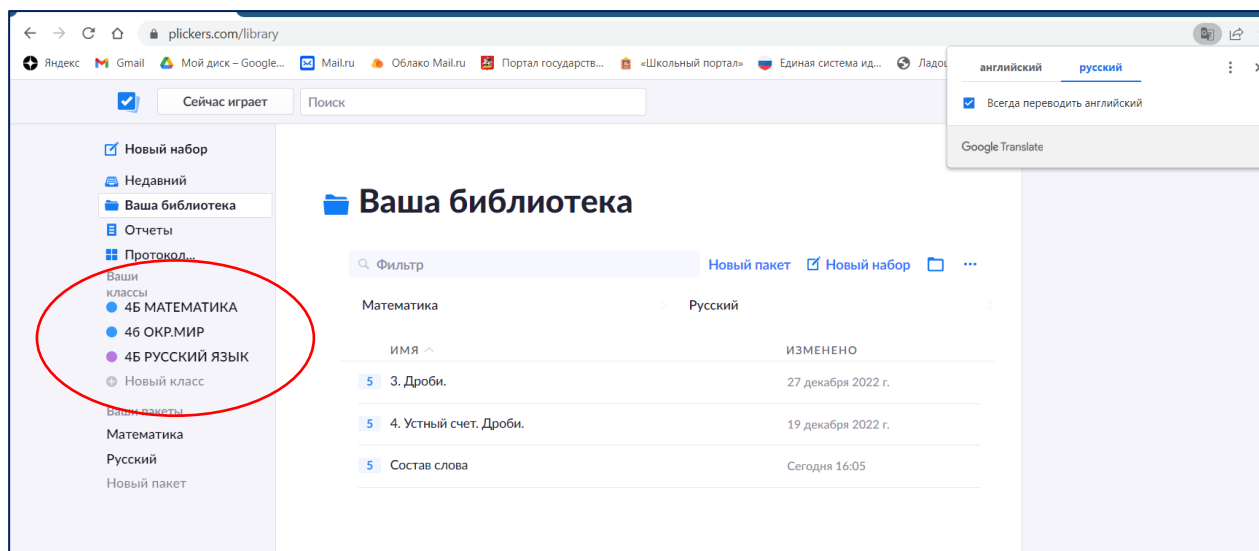 plickers.com/library
Яндекс Gmail Мой диск – Google... Mail.ru Облако Mail.ru Портал государств... «Школьный портал» Единая система ид... Ладо
английский русский
Всегда переводить английский
Google Translate
Сейчас играет Поиск
Новый набор
Недавний
Ваша библиотека
Отчеты
Протокол...
Ваши
классы
4Б МАТЕМАТИКА
4б ОКР.МИР
4Б РУССКИЙ ЯЗЫК
Новый класс
Ваши пакеты
Математика
Русский
Новый пакет
Ваша библиотека
Фильтр Новый пакет Новый набор ...
Математика Русский
ИМЯ ИЗМЕНЕНО
5 3. Дроби. 27 декабря 2022 г.
5 4. Устный счет. Дроби. 19 декабря 2022 г.
5 Состав слова Сегодня 16:05